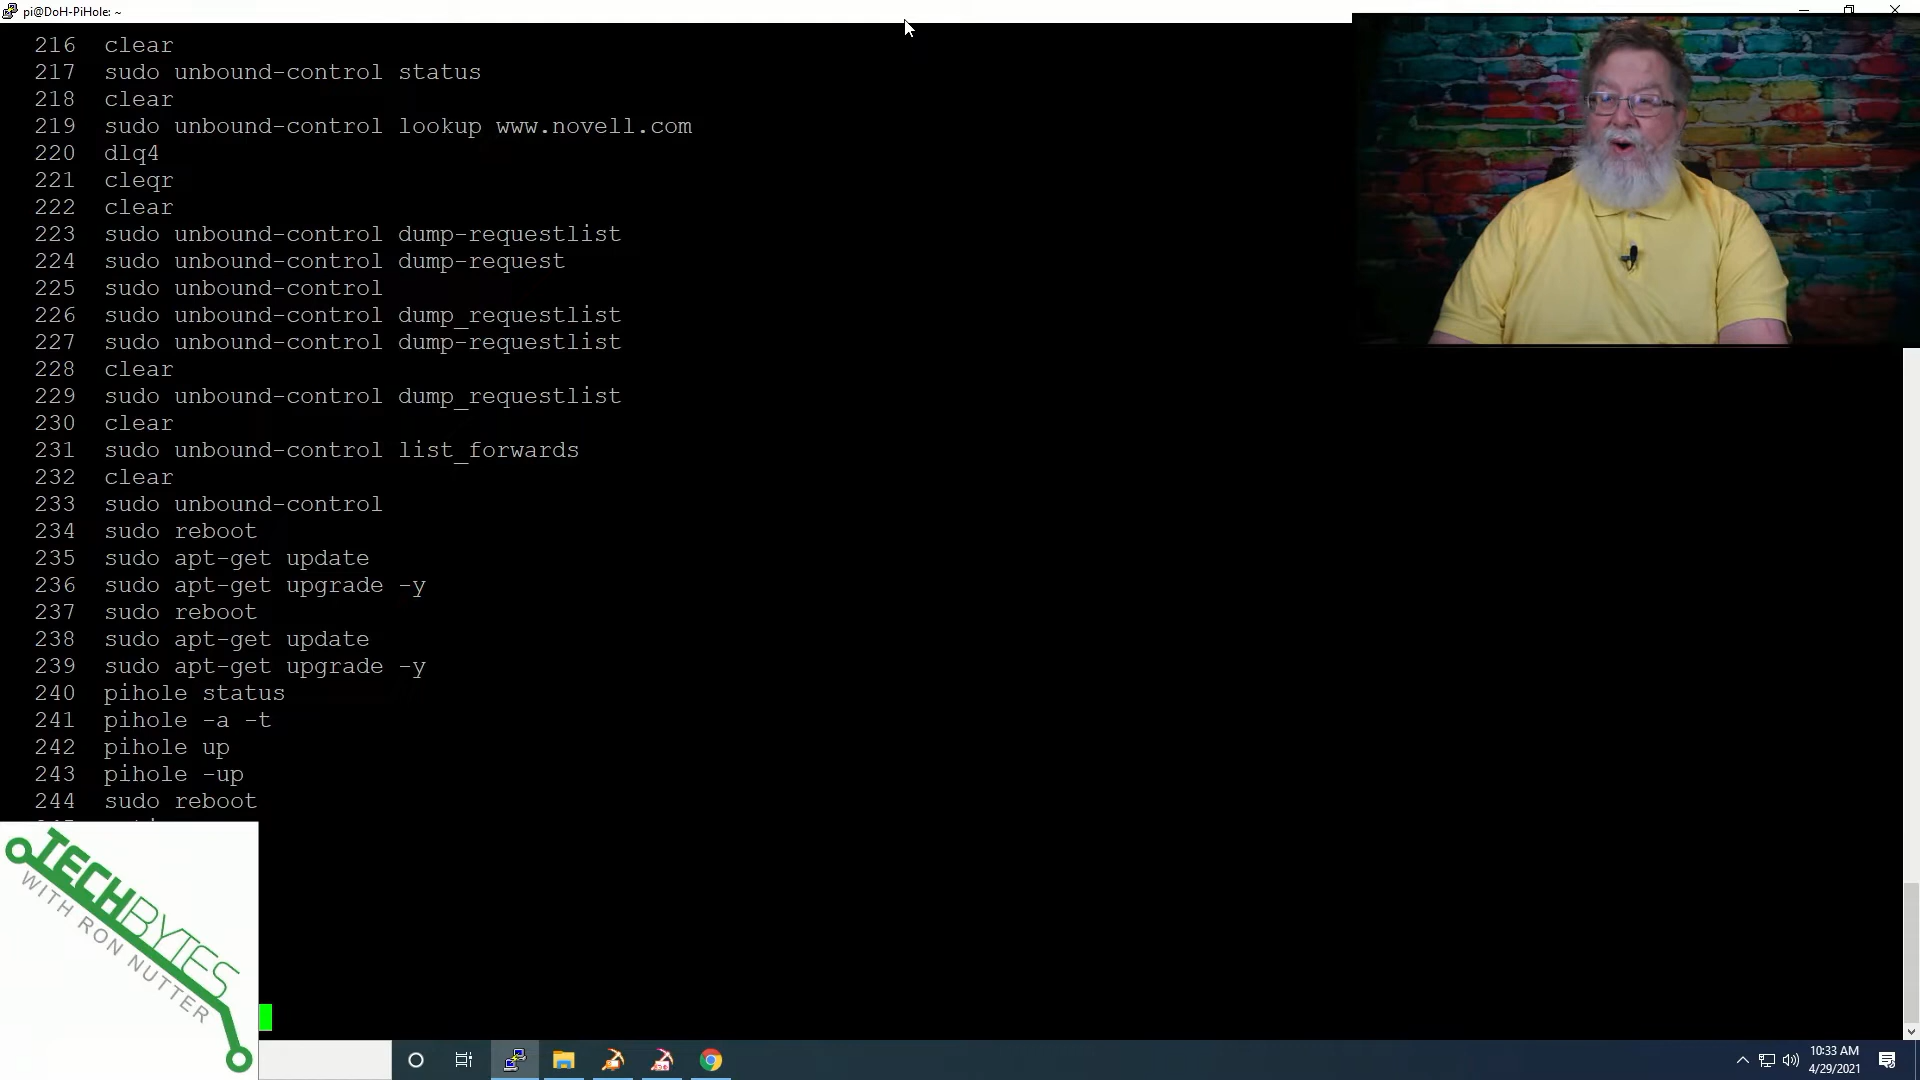 pi@DoH-PiHole: ~
216 clear
217 sudo unbound-control status
218 clear
219 sudo unbound-control lookup www.novell.com
220 dlq4
221 cleqr
222 clear
223 sudo unbound-control dump-requestlist
224 sudo unbound-control dump-request
225 sudo unbound-control
226 sudo unbound-control dump_requestlist
227 sudo unbound-control dump-requestlist
228 clear
229 sudo unbound-control dump_requestlist
230 clear
231 sudo unbound-control list_forwards
232 clear
233 sudo unbound-control
234 sudo reboot
235 sudo apt-get update
236 sudo apt-get upgrade -y
237 sudo reboot
238 sudo apt-get update
239 sudo apt-get upgrade -y
240 pihole status
241 pihole -a -t
242 pihole up
243 pihole -up
244 sudo reboot
TECHBYTES
WITH RON NUTTER
10:33 AM
4/29/2021